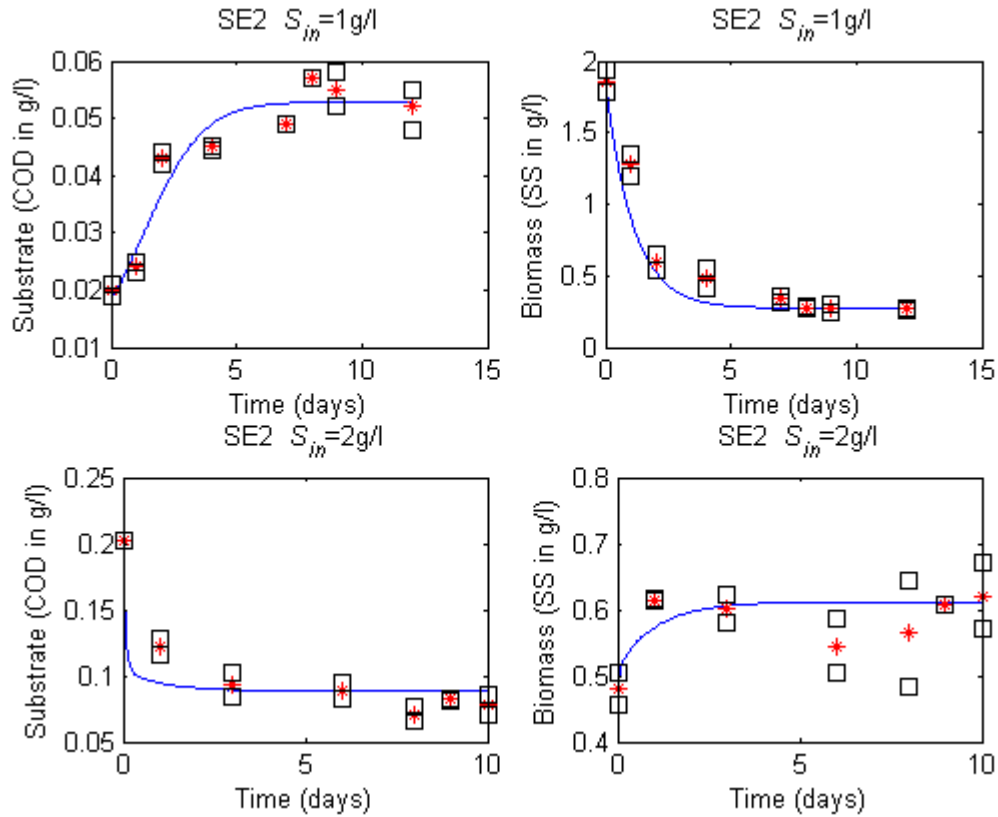 SE2 S_in=1g/l
Substrate (COD in g/l)
0.06
0.05
0.04
0.03
0.02
0.01
0
5
10
15
Time (days)
SE2 S_in=1g/l
Biomass (SS in g/l)
2
1.5
1
0.5
0
0
5
10
15
Time (days)
SE2 S_in=2g/l
Substrate (COD in g/l)
0.25
0.2
0.15
0.1
0.05
0
5
10
Time (days)
SE2 S_in=2g/l
Biomass (SS in g/l)
0.8
0.7
0.6
0.5
0.4
0
5
10
Time (days)